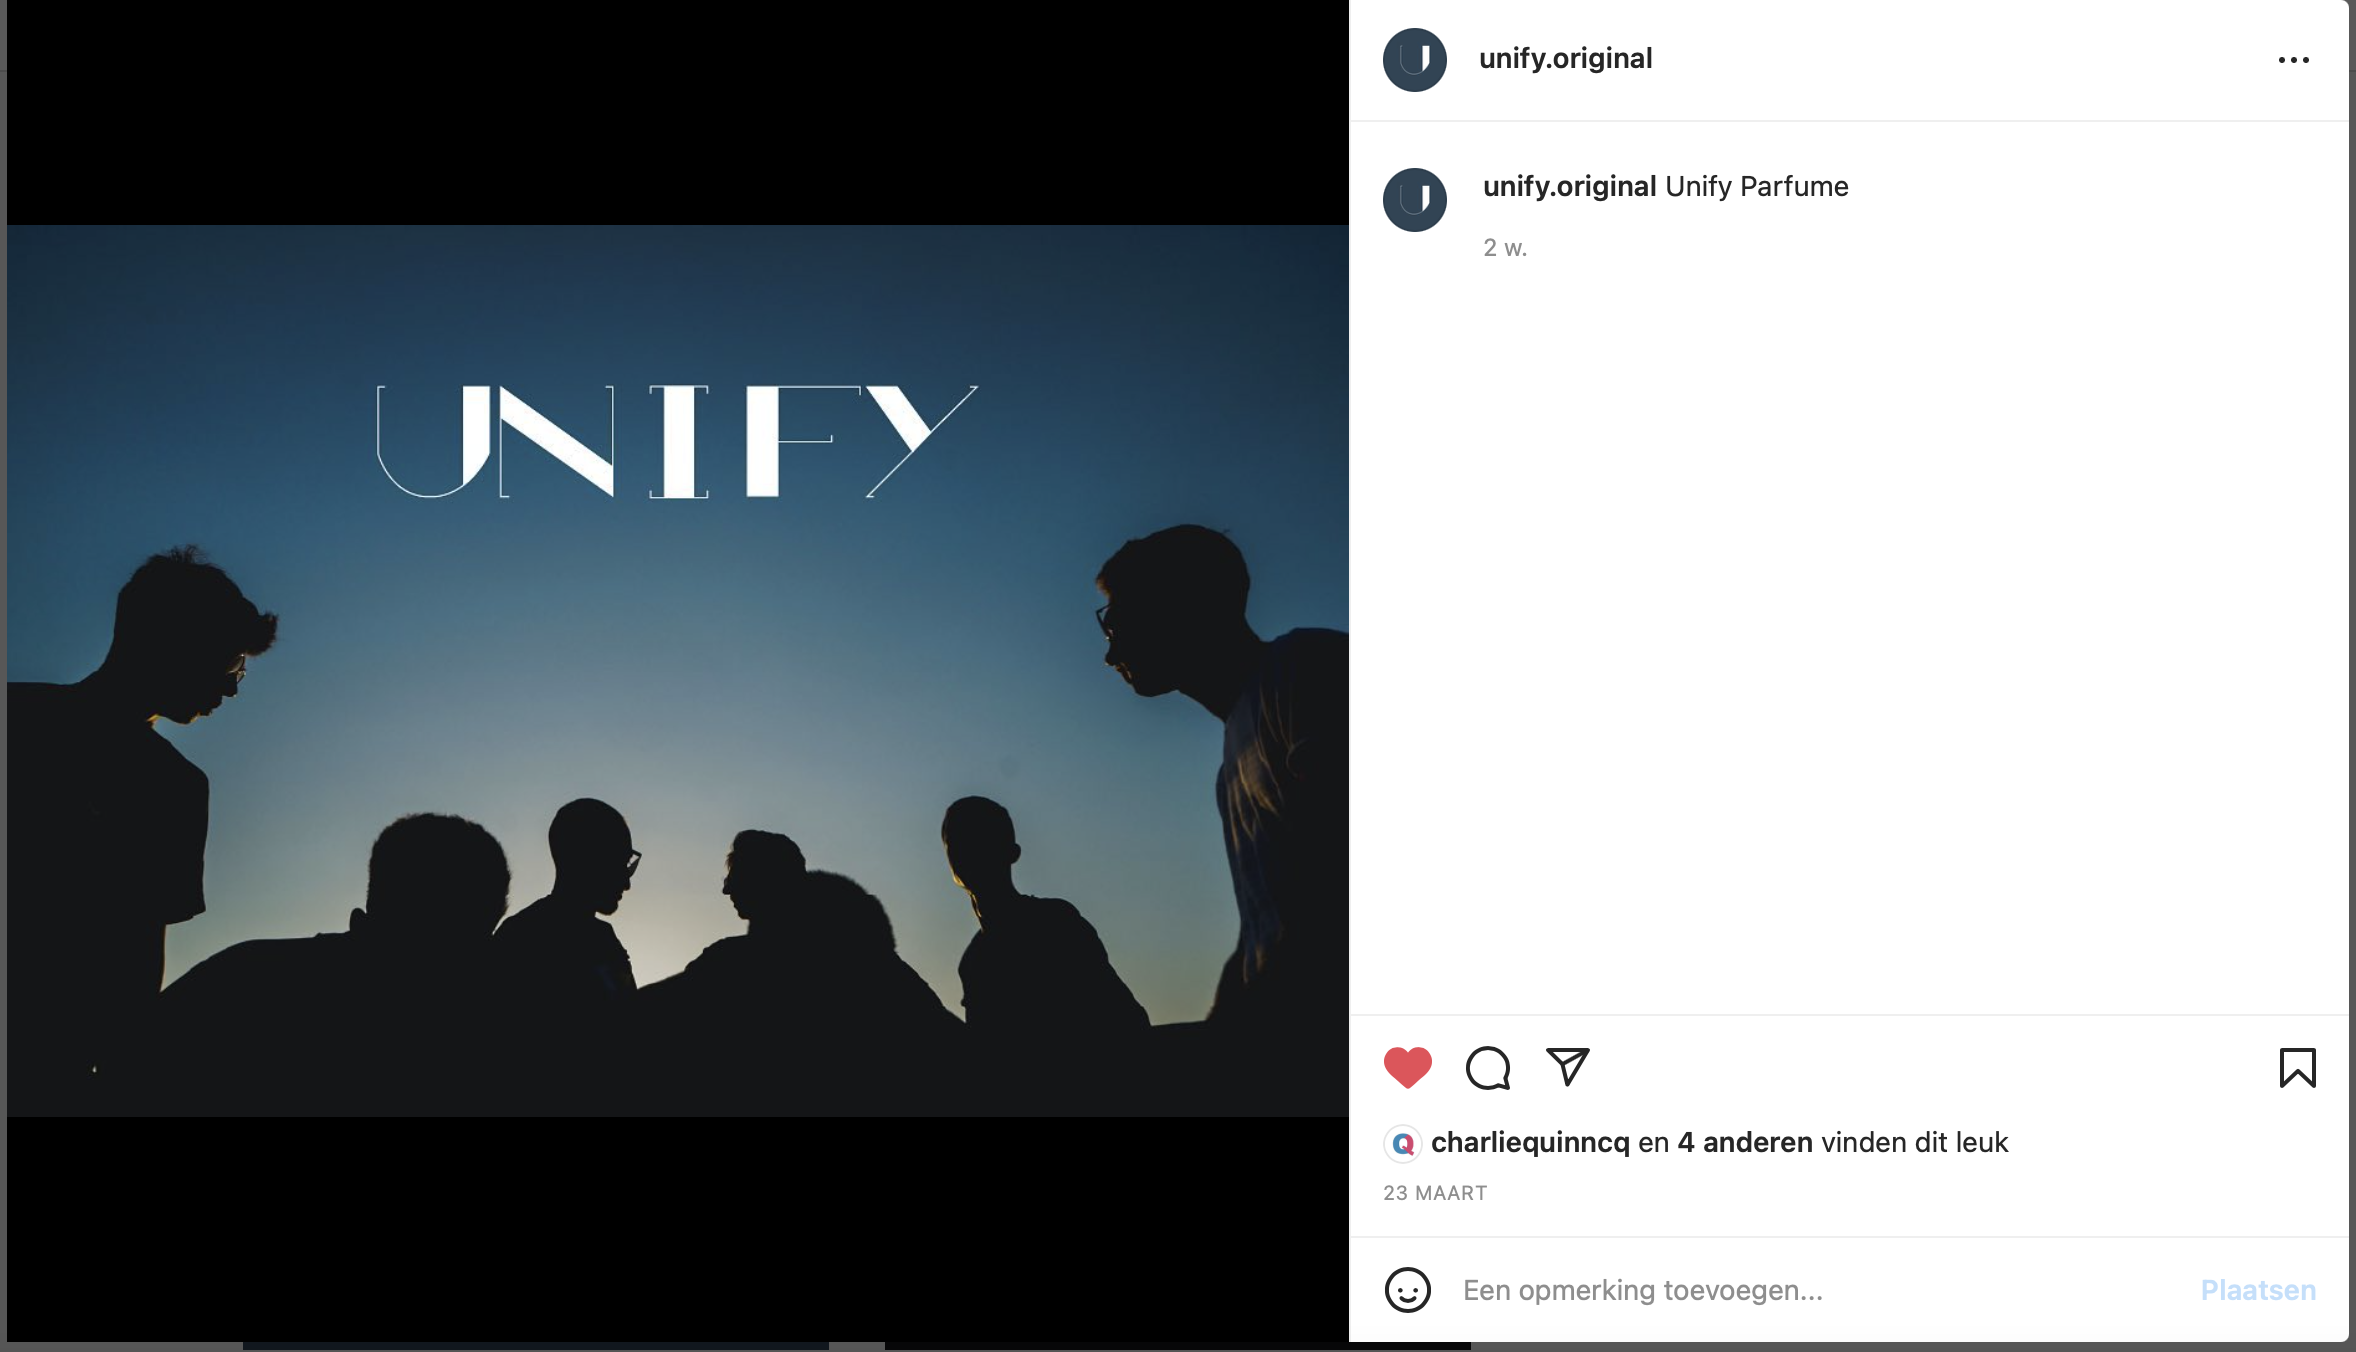 UNIFY
unify.original
unify.original Unify Parfume
2 w.
charliequinncq en 4 anderen vinden dit leuk
23 MAART
Een opmerking toevoegen...
Plaatsen